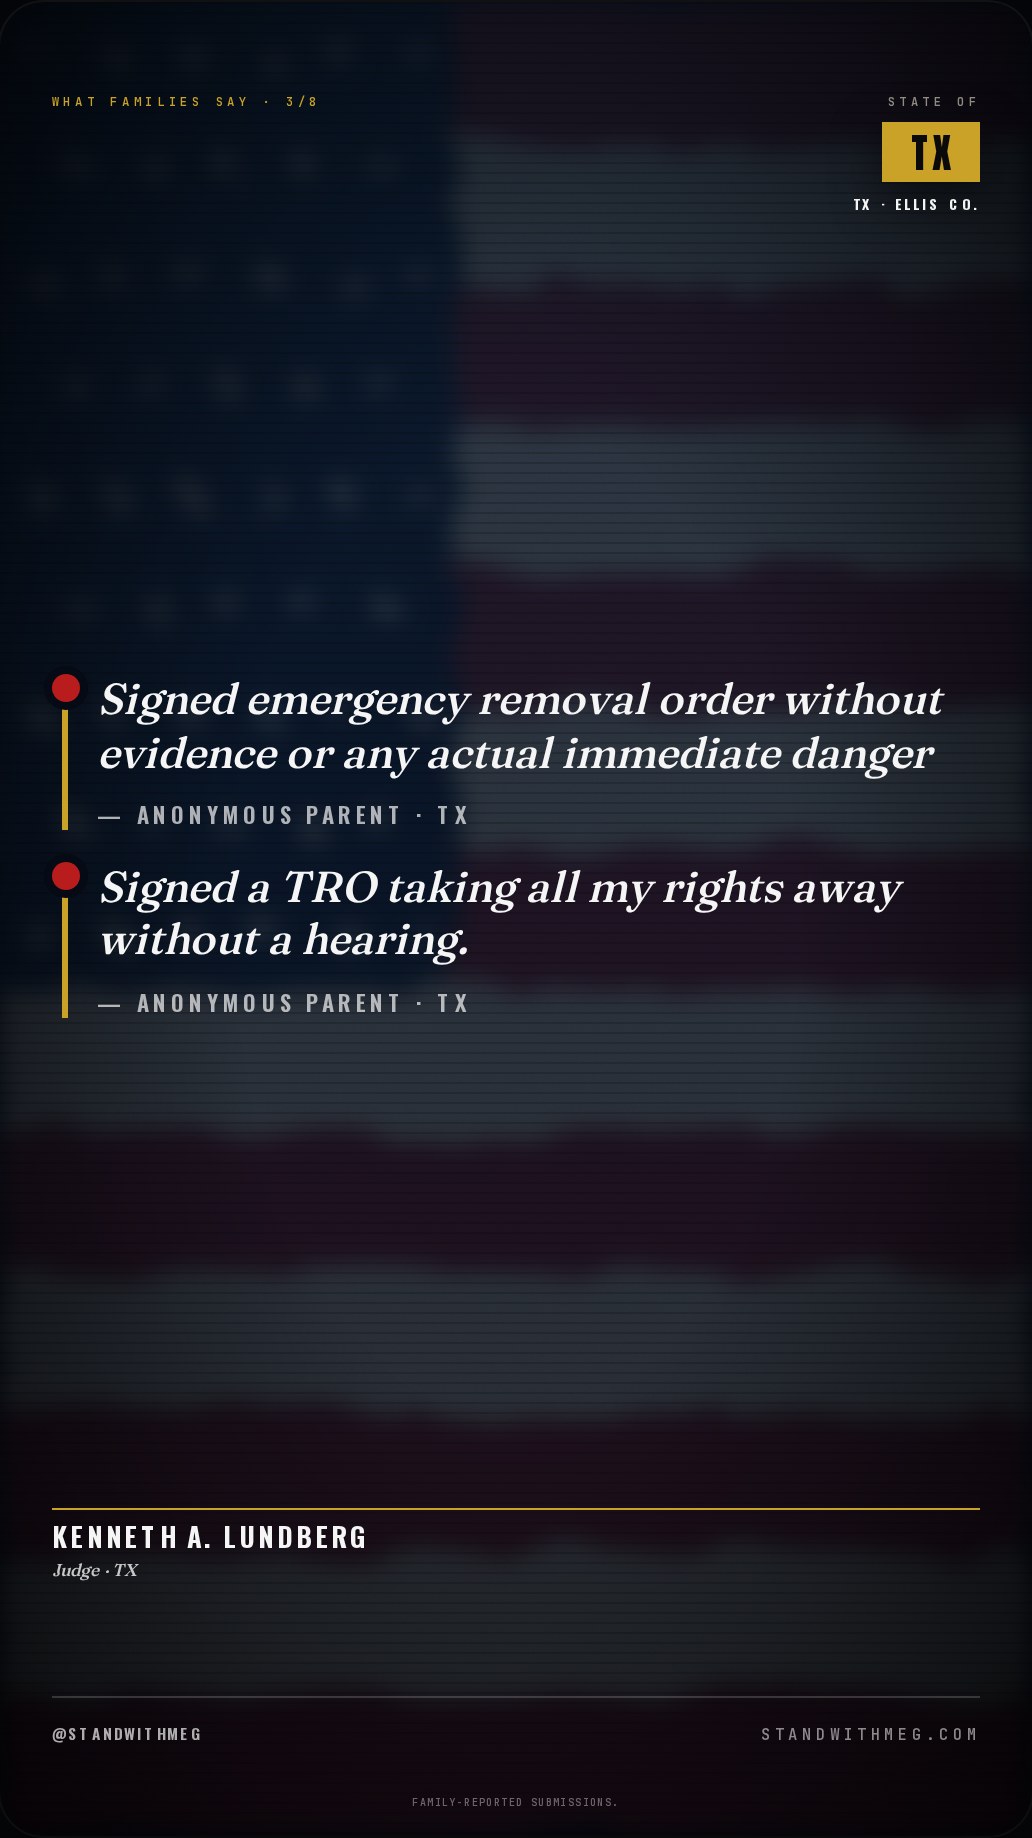 WHAT FAMILIES SAY · 3/8
STATE OF
TX
TX · ELLIS CO.
Signed emergency removal order without
evidence or any actual immediate danger
— ANONYMOUS PARENT · TX
Signed a TRO taking all my rights away
without a hearing.
— ANONYMOUS PARENT · TX
KENNETH A. LUNDBERG
Judge · TX
@STANDWITHMEG
STANDWITHMEG.COM
FAMILY-REPORTED SUBMISSIONS.